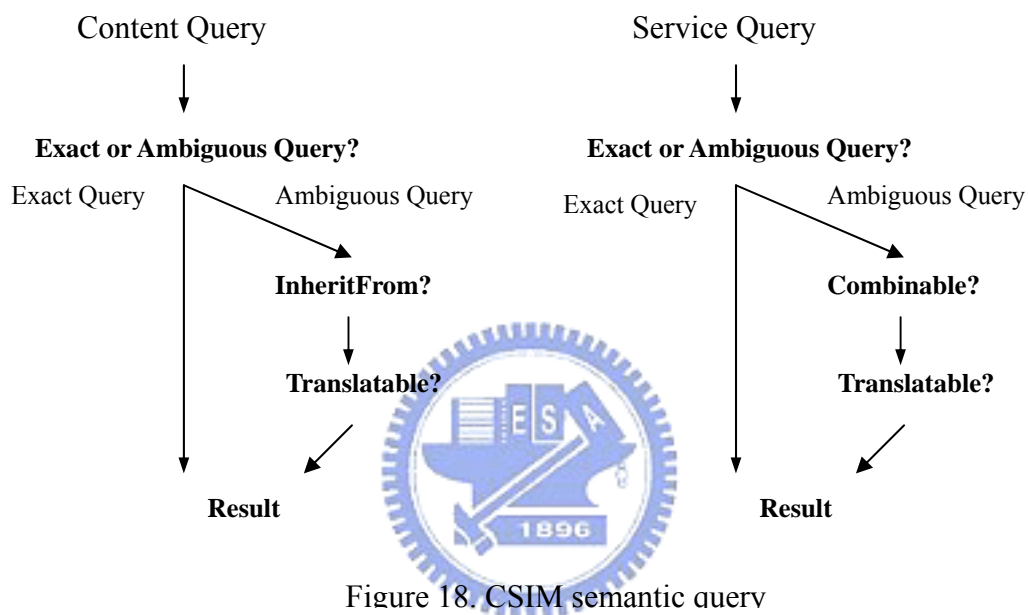 Content Query
Exact or Ambiguous Query?
Exact Query
Ambiguous Query
InheritFrom?
Translatable?
Result
Service Query
Exact or Ambiguous Query?
Exact Query
Ambiguous Query
Combinable?
Translatable?
Result
E S A
1896
Figure 18. CSIM semantic query